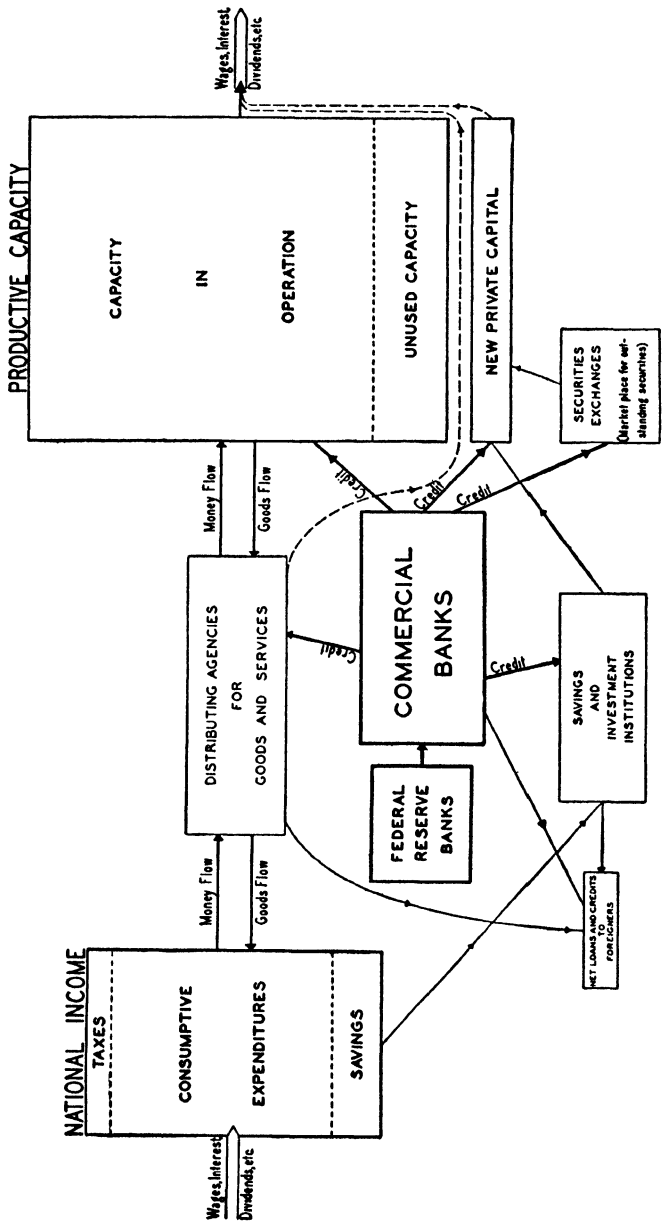 NATIONAL INCOME
PRODUCTIVE CAPACITY
Wages, Interest,
Dividends, etc
TAXES
CONSUMPTIVE
EXPENDITURES
SAVINGS
Money Flow
Goods Flow
DISTRIBUTING AGENCIES
FOR
GOODS AND SERVICES
Money Flow
Goods Flow
CAPACITY
IN
OPERATION
UNUSED CAPACITY
Wages, Interest,
Dividends, etc
FEDERAL
RESERVE
BANKS
COMMERCIAL
BANKS
Credit
Credit
Credit
Credit
Credit
NEW PRIVATE CAPITAL
SECURITIES
EXCHANGES
(Market place for out-
standing securities)
SAVINGS
AND
INVESTMENT
INSTITUTIONS
NET LOANS AND CREDITS
TO
FOREIGNERS